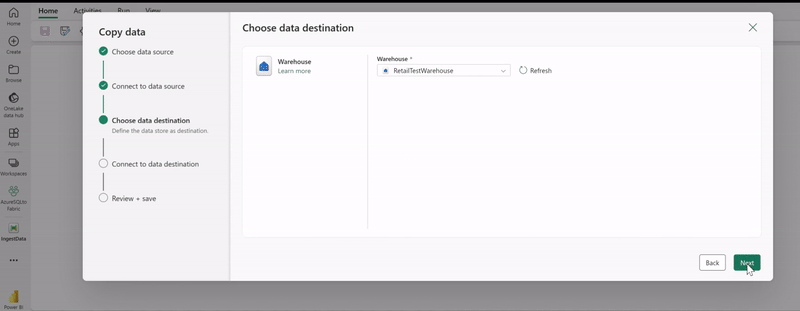 Home Activities Run View
Home
Create
Browse
OneLake
data hub
Apps
Workspaces
AzureSQLto
Fabric
IngestData
Power BI
Copy data
Choose data source
Connect to data source
Choose data destination
Define the data store as destination.
Connect to data destination
Review + save
Choose data destination
Warehouse
Learn more
Warehouse *
RetailTestWarehouse
Refresh
Back
Next